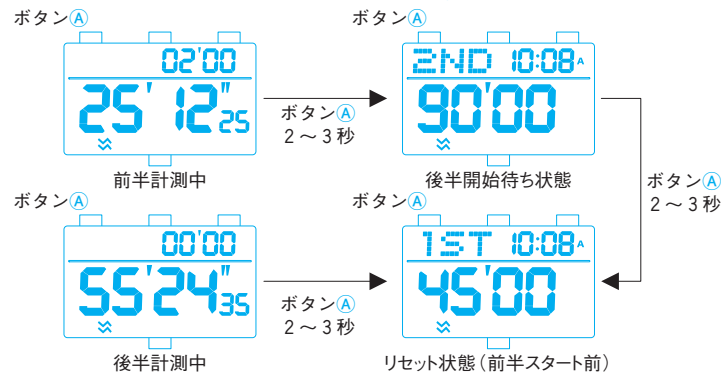 ボタンⒶ
02'00
25'12"25
前半計測中
ボタンⒶ
2〜3秒
ボタンⒶ
2ND 10:08A
90'00
後半開始待ち状態
ボタンⒶ
2〜3秒
ボタンⒶ
00'00
55'24"35
後半計測中
ボタンⒶ
2〜3秒
ボタンⒶ
1ST 10:08A
45'00
リセット状態(前半スタート前)